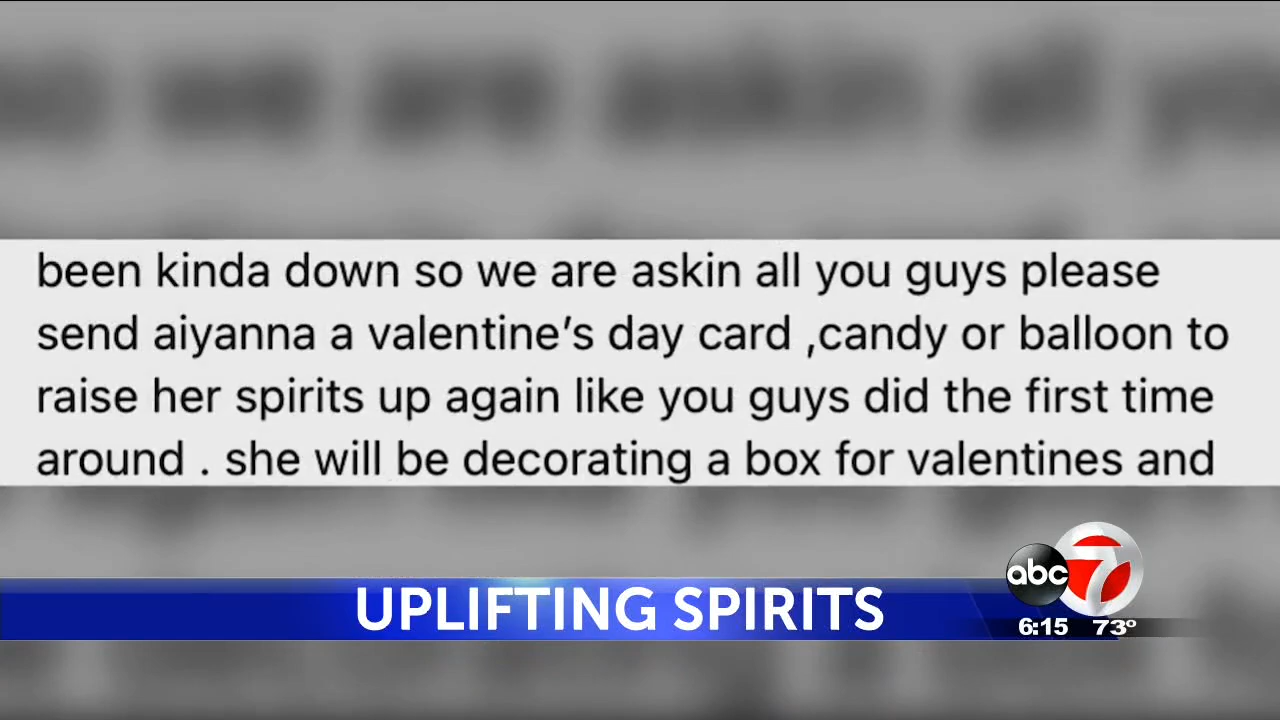 been kinda down so we are askin all you guys please
send aiyanna a valentine’s day card ,candy or balloon to
raise her spirits up again like you guys did the first time
around . she will be decorating a box for valentines and
UPLIFTING SPIRITS
abc 7
6:15 73º